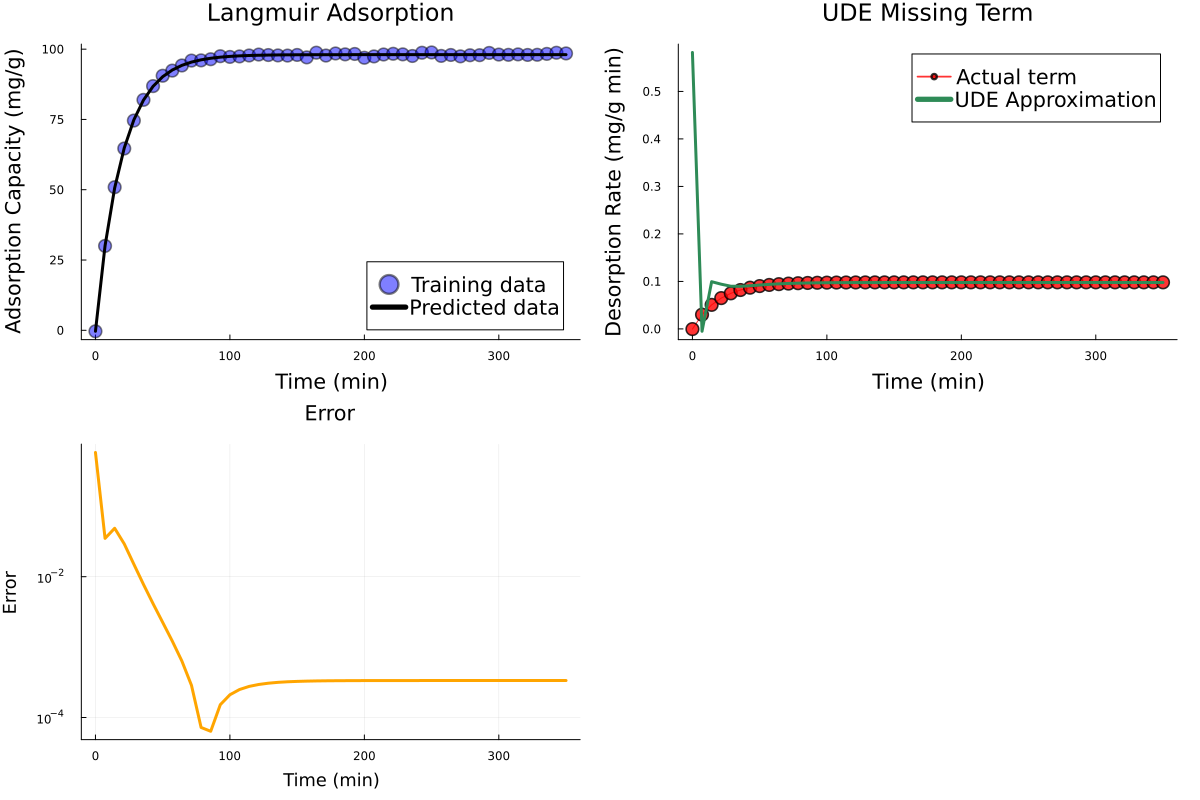 Langmuir Adsorption
Adsorption Capacity (mg/g)
100
75
50
25
0
Training data
Predicted data
0 100 200 300
Time (min)
UDE Missing Term
Desorption Rate (mg/g min)
0.5
0.4
0.3
0.2
0.1
0.0
Actual term
UDE Approximation
0 100 200 300
Time (min)
Error
Error
10⁻²
10⁻⁴
0 100 200 300
Time (min)